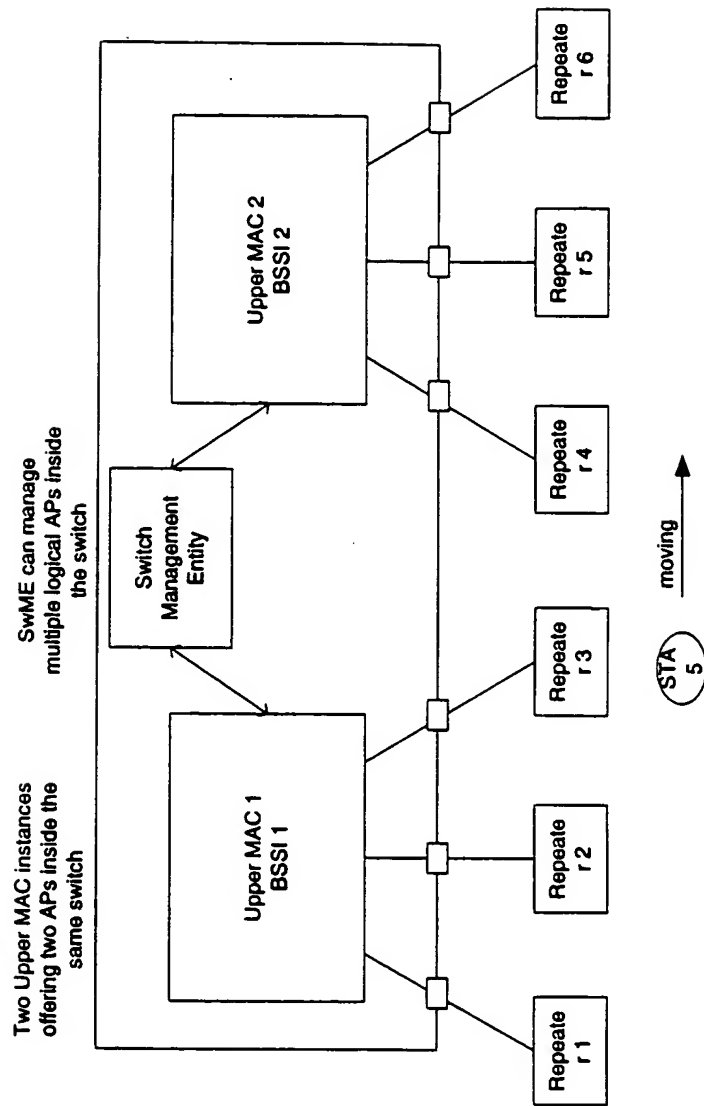 Two Upper MAC instances
offering two APs inside the
same switch
SwME can manage
multiple logical APs inside
the switch
Switch
Management
Entity
Upper MAC 1
BSSI 1
Upper MAC 2
BSSI 2
Repeate
r 1
Repeate
r 2
Repeate
r 3
Repeate
r 4
Repeate
r 5
Repeate
r 6
STA
5
moving